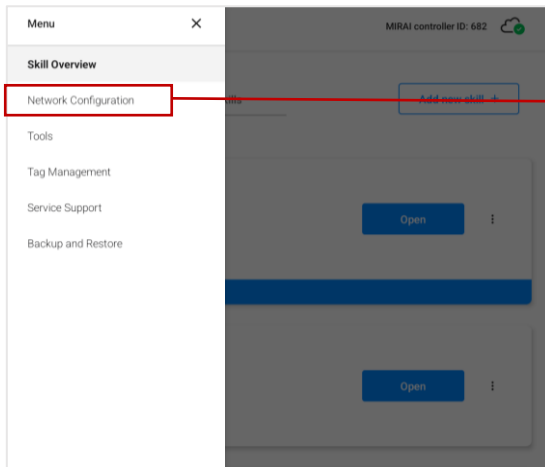 Menu
MIRAI controller ID: 682
Skill Overview
Network Configuration
kills
Add new skill +
Tools
Tag Management
Service Support
Open
Backup and Restore
Open